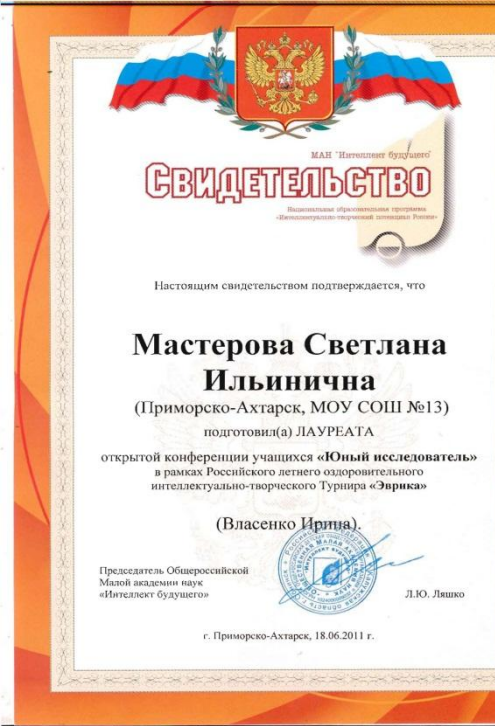 МАН "Интеллект будущего"
СВИДЕТЕЛЬСТВО
Национальная образовательная программа
«Интеллектуально-творческий потенциал России»
Настоящим свидетельством подтверждается, что
Мастерова Светлана
Ильинична
(Приморско-Ахтарск, МОУ СОШ №13)
подготовил(а) ЛАУРЕАТА
открытой конференции учащихся «Юный исследователь»
в рамках Российского летнего оздоровительного
интеллектуально-творческого Турнира «Эврика»
(Власенко Ирина).
Председатель Общероссийской
Малой академии наук
«Интеллект будущего»
Л.Ю. Ляшко
г. Приморско-Ахтарск, 18.06.2011 г.